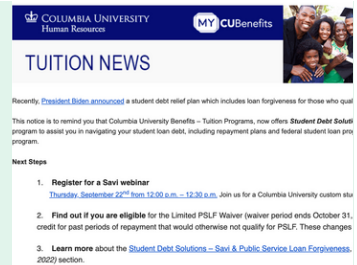 COLUMBIA UNIVERSITY
Human Resources
MY CUBenefits
TUITION NEWS
Recently, President Biden announced a student debt relief plan which includes loan forgiveness for those who qual
This notice is to remind you that Columbia University Benefits – Tuition Programs, now offers Student Debt Soluti
program to assist you in navigating your student loan debt, including repayment plans and federal student loan pro
program.
Next Steps
1. Register for a Savi webinar
Thursday, September 22nd from 12:00 p.m. – 12:30 p.m. Join us for a Columbia University custom stu
2. Find out if you are eligible for the Limited PSLF Waiver (waiver period ends October 31,
credit for past periods of repayment that would otherwise not qualify for PSLF. These changes
3. Learn more about the Student Debt Solutions – Savi & Public Service Loan Forgiveness,
2022) section.